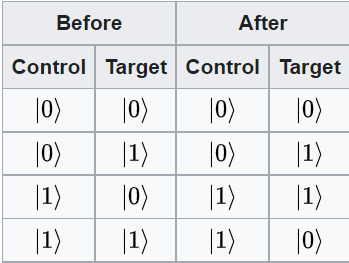 Before After
Control Target Control Target
|0⟩ |0⟩ |0⟩ |0⟩
|0⟩ |1⟩ |0⟩ |1⟩
|1⟩ |0⟩ |1⟩ |1⟩
|1⟩ |1⟩ |1⟩ |0⟩